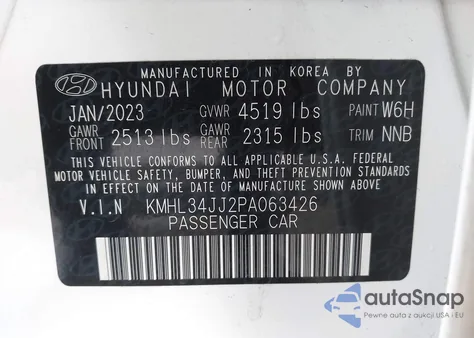 MANUFACTURED IN KOREA BY
HYUNDAI MOTOR COMPANY
JAN/2023 GVWR 4519 lbs PAINT W6H
GAWR FRONT 2513 lbs GAWR REAR 2315 lbs TRIM NNB
THIS VEHICLE CONFORMS TO ALL APPLICABLE U.S.A. FEDERAL
MOTOR VEHICLE SAFETY, BUMPER, AND THEFT PREVENTION STANDARDS
IN EFFECT ON THE DATE OF MANUFACTURE SHOWN ABOVE.
V.I.N KMHL34JJ2PA063426
PASSENGER CAR
autoSnap
Pewne auta z aukcji USA i EU